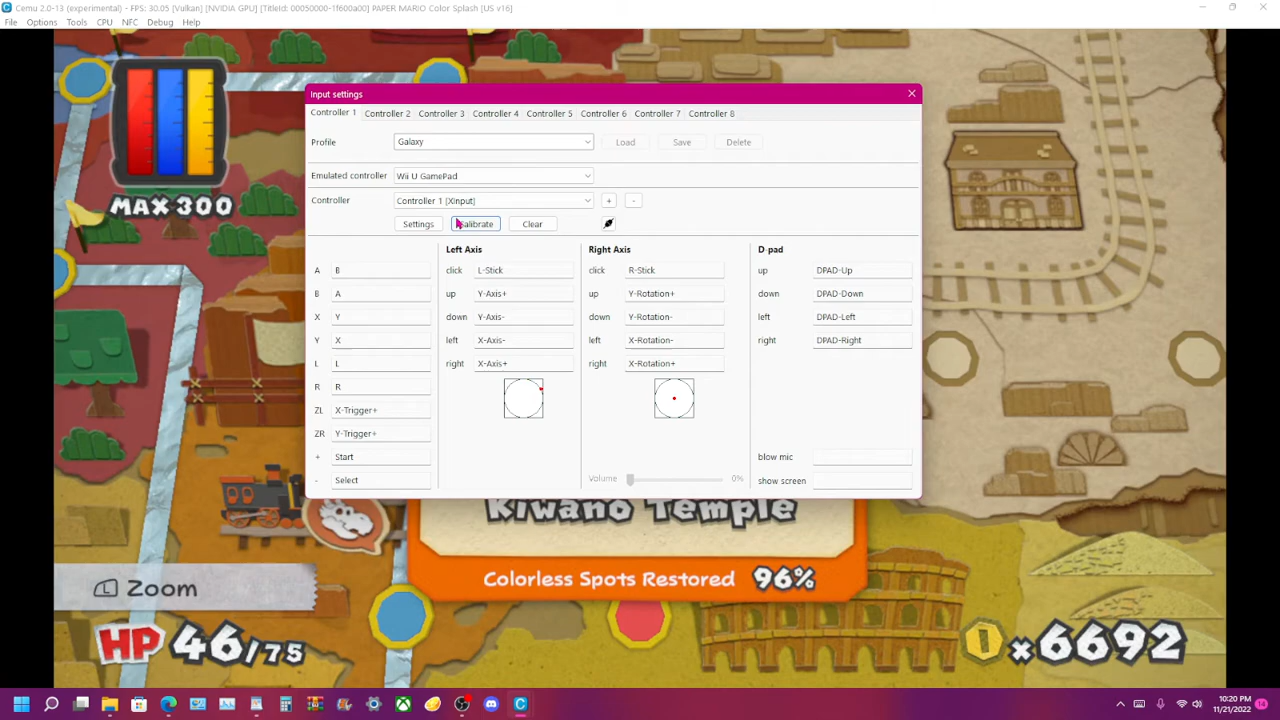 Cemu 2.0-13 (experimental) - FPS: 30.05 [Vulkan] [NVIDIA GPU] [TitleId: 00050000-1f600a00] PAPER MARIO Color Splash [US v16]
File Options Tools CPU NFC Debug Help
Input settings
Controller 1 Controller 2 Controller 3 Controller 4 Controller 5 Controller 6 Controller 7 Controller 8
Profile Galaxy Load Save Delete
Emulated controller Wii U GamePad
Controller Controller 1 [XInput] + -
Settings Calibrate Clear
Left Axis Right Axis D-pad
A B click L-Stick click R-Stick up DPAD-Up
B A up Y-Axis+ up Y-Rotation+ down DPAD-Down
X Y down Y-Axis- down Y-Rotation- left DPAD-Left
Y X left X-Axis- left X-Rotation- right DPAD-Right
L L right X-Axis+ right X-Rotation+
R R
ZL X-Trigger+
ZR Y-Trigger+
+ Start blow mic
- Select Volume 0% show screen
MAX 300
Kiwano Temple
Colorless Spots Restored 96%
L Zoom
HP 46/75
x6692
10:20 PM
11/21/2022
14